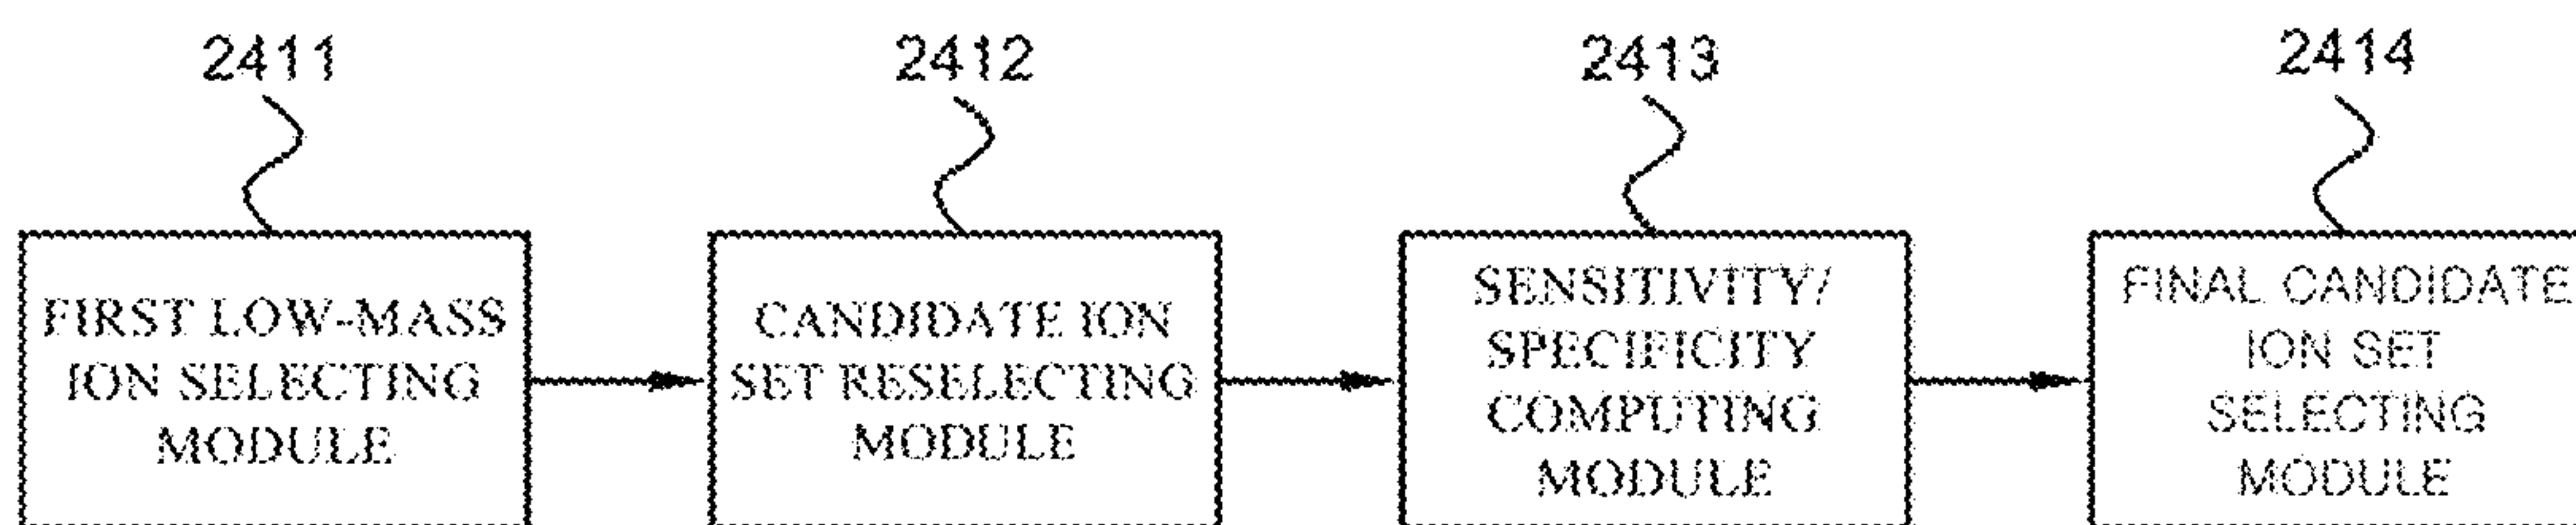 2411
2412
2413
2414
FIRST LOW-MASS
ION SELECTING
MODULE
CANDIDATE ION
SET RESELECTING
MODULE
SENSITIVITY/
SPECIFICITY
COMPUTING
MODULE
FINAL CANDIDATE
ION SET
SELECTING
MODULE